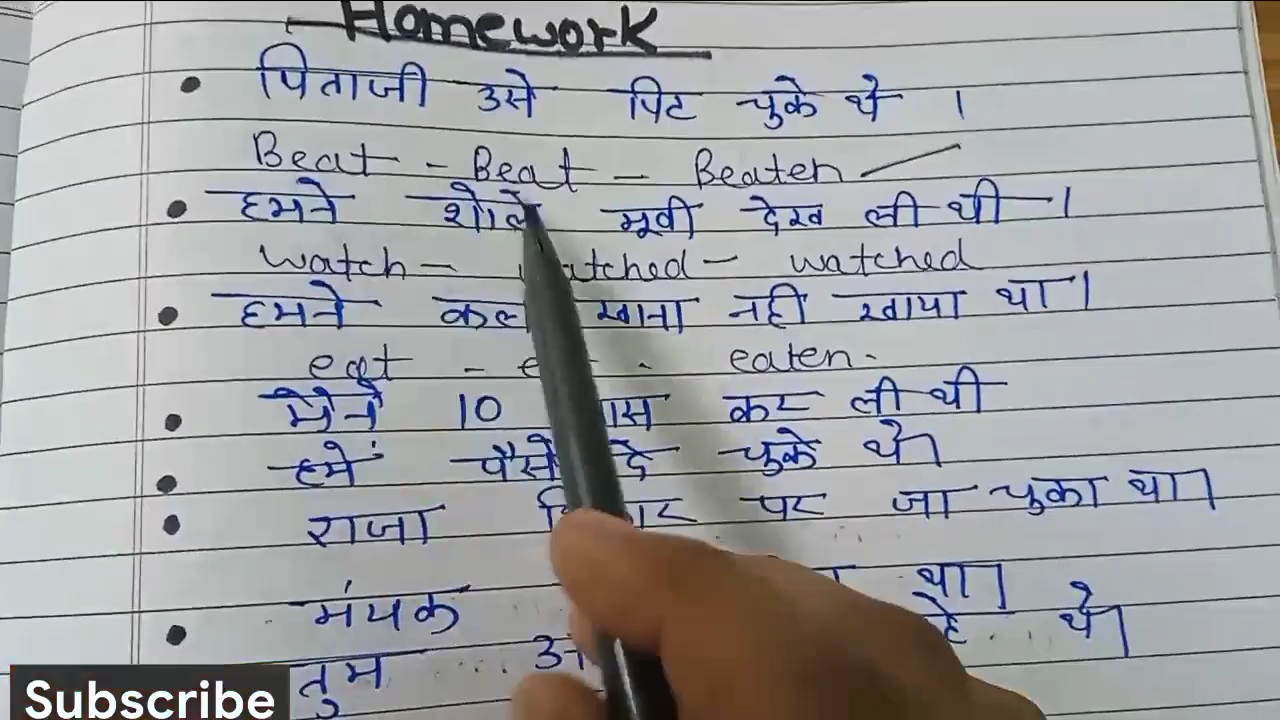 Homework
• पिताजी उसे पिट चुके थे ।
Beat - Beat - Beaten
• हमने शोले मूवी देख ली थी ।
watch - watched - watched
• हमने कल खाना नही खाया था।
eat - - eaten.
• मैने 10 कर ली थी
• हमें पैसे दे चुके थे।
• राजा पर जा चुका था।
मंयक था।
• तुम थे।
Subscribe